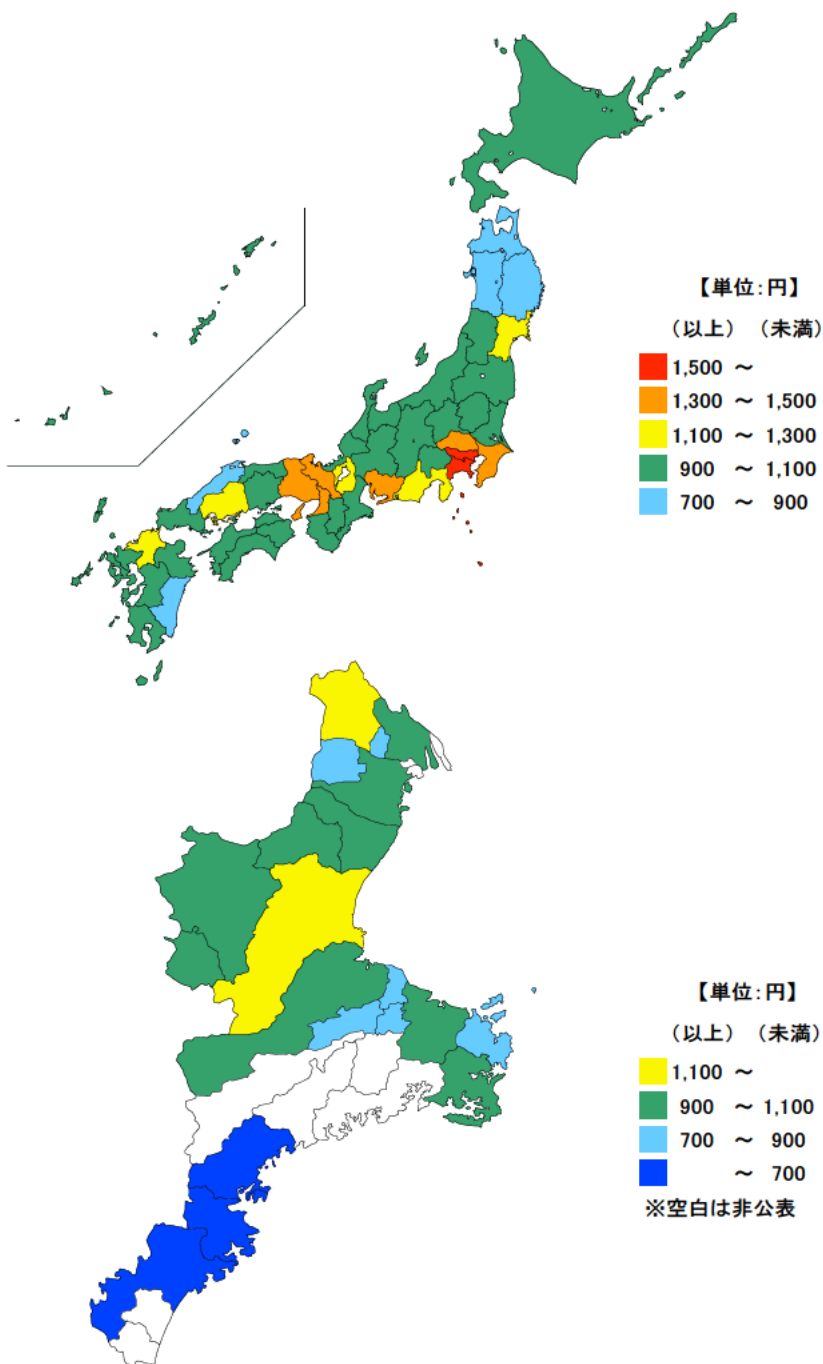 【単位:円】
(以上) (未満)
1,500 ~
1,300 ~ 1,500
1,100 ~ 1,300
900 ~ 1,100
700 ~ 900
【単位:円】
(以上) (未満)
1,100 ~
900 ~ 1,100
700 ~ 900
~ 700
※空白は非公表